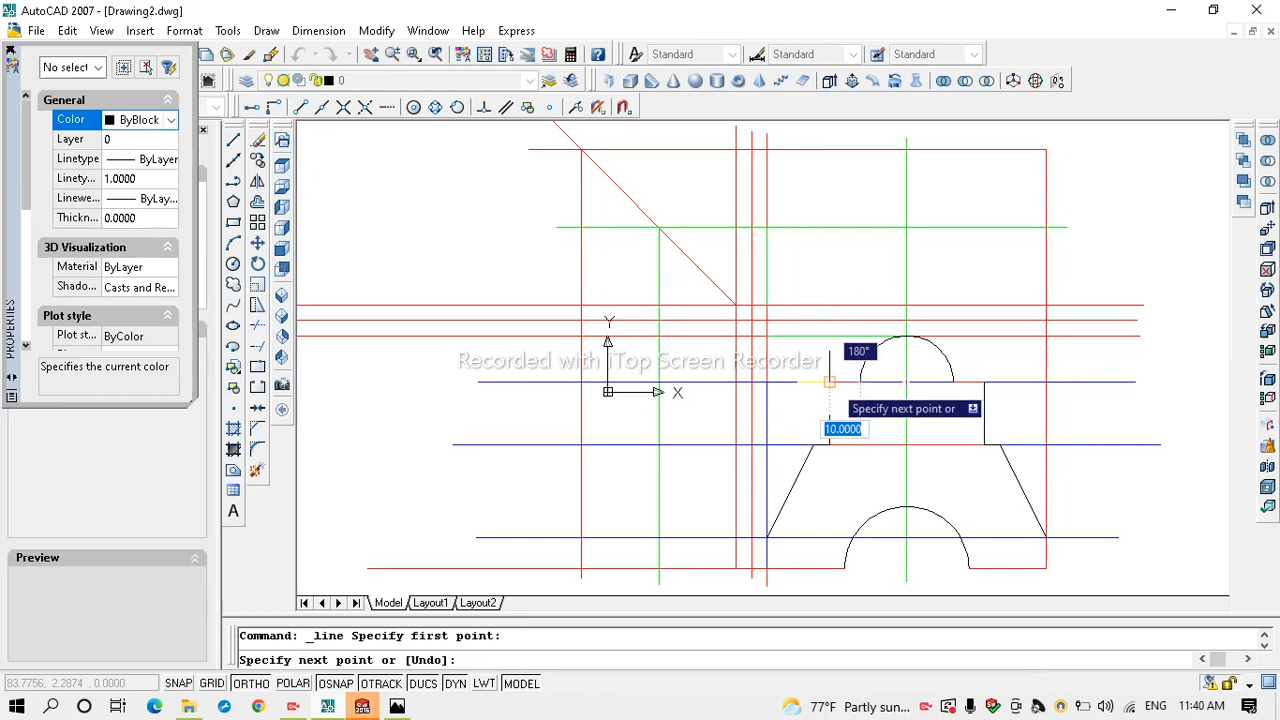 AutoCAD 2007 - [Drawing2.dwg]
File Edit View Insert Format Tools Draw Dimension Modify Window Help Express
Standard Standard Standard
No select
0
General
Color ByBlock
Layer 0
Linetype ByLayer
Linety... 1.0000
Linewe... ByLay...
Thickn... 0.0000
3D Visualization
Material ByLayer
Shado... Casts and Re...
Plot style
Plot st... ByColor
Specifies the current color
PROPERTIES
Preview
Y
X
Recorded with iTop Screen Recorder
180°
Specify next point or
10.0000
A
Model Layout1 Layout2
Command: _line Specify first point:
Specify next point or [Undo]:
83.7756, 2.2874 , 0.0000 SNAP GRID ORTHO POLAR OSNAP OTRACK DUCS DYN LWT MODEL
77°F Partly sun... ENG 11:40 AM